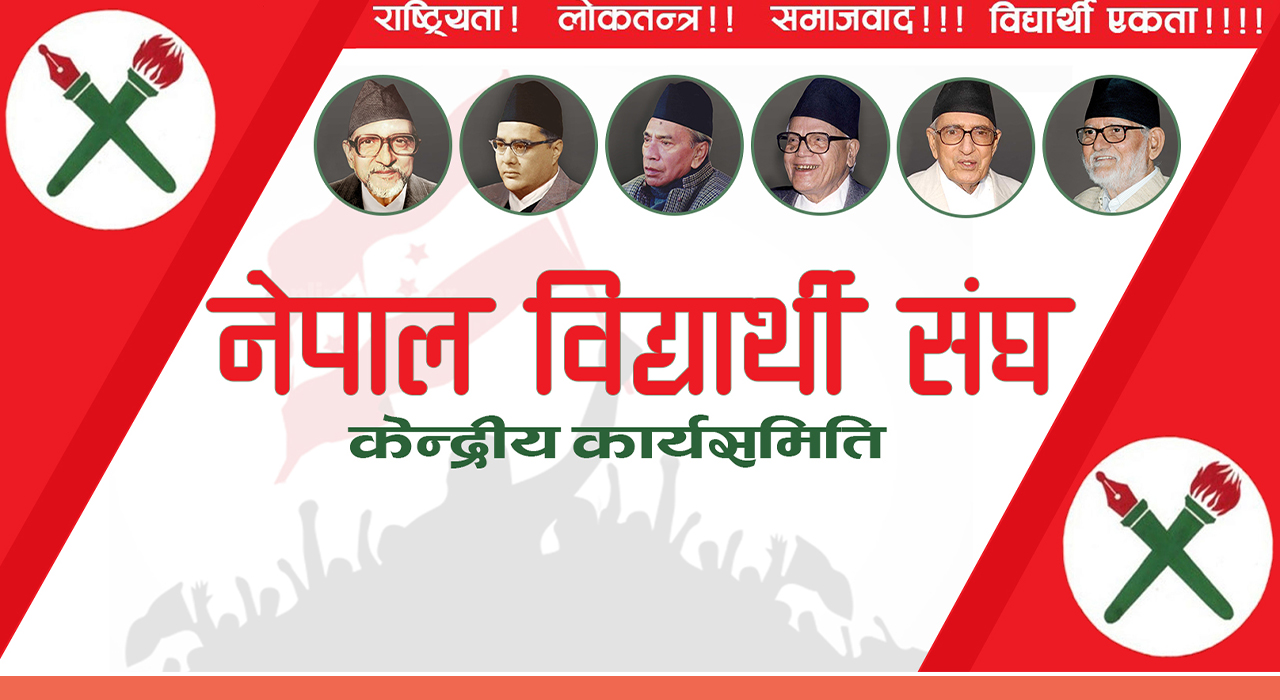 राष्ट्रियता! लोकतन्त्र!! समाजवाद!!! विद्यार्थी एकता!!!!
नेपाल विद्यार्थी संघ
केन्द्रीय कार्यसमिति